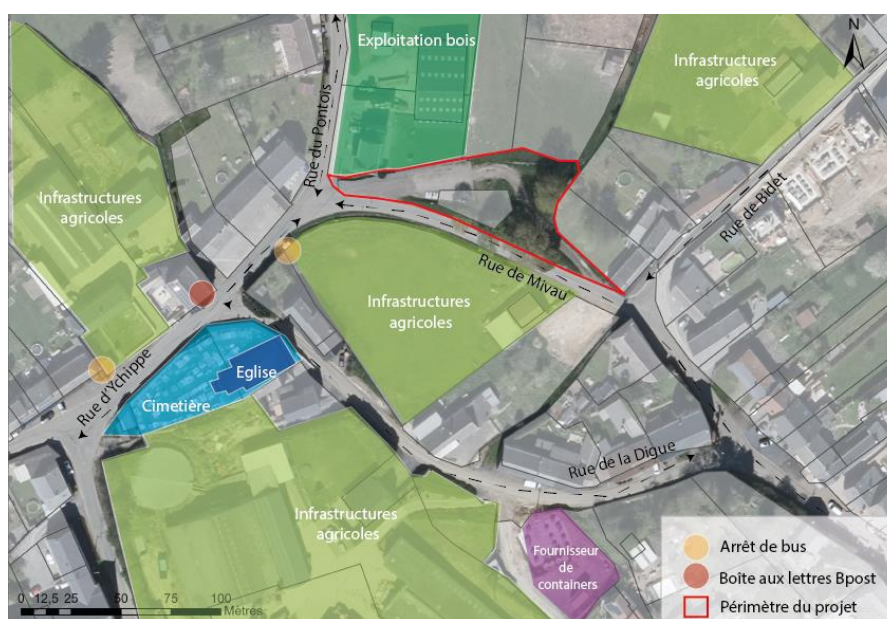 Exploitation bois
N
Infrastructures
agricoles
Rue du Pontois
Infrastructures
agricoles
Rue de Bidet
Rue de Mivau
Infrastructures
agricoles
Rue d'Ychippe
Eglise
Cimetière
Rue de la Digue
Infrastructures
agricoles
Fournisseur
de
containers
Arrêt de bus
Boîte aux lettres Bpost
Périmètre du projet
0 12,5 25 50 75 100
Mètres